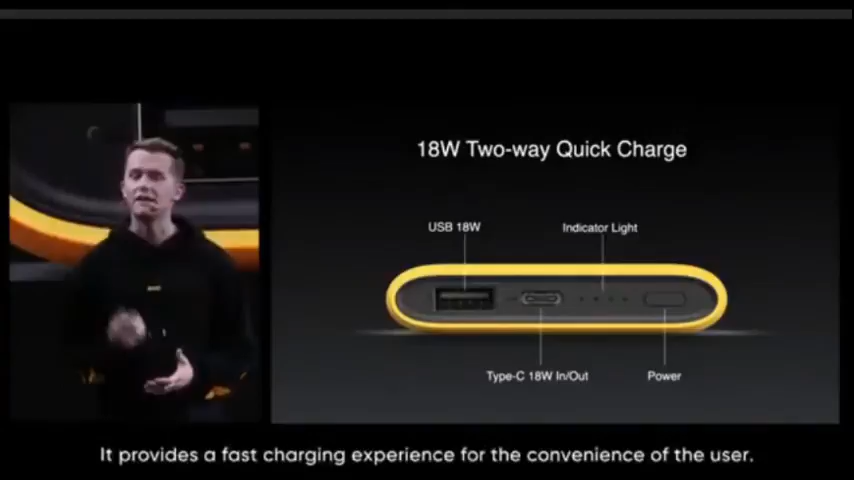 18W Two-way Quick Charge
USB 18W
Indicator Light
Type-C 18W In/Out
Power
It provides a fast charging experience for the convenience of the user.